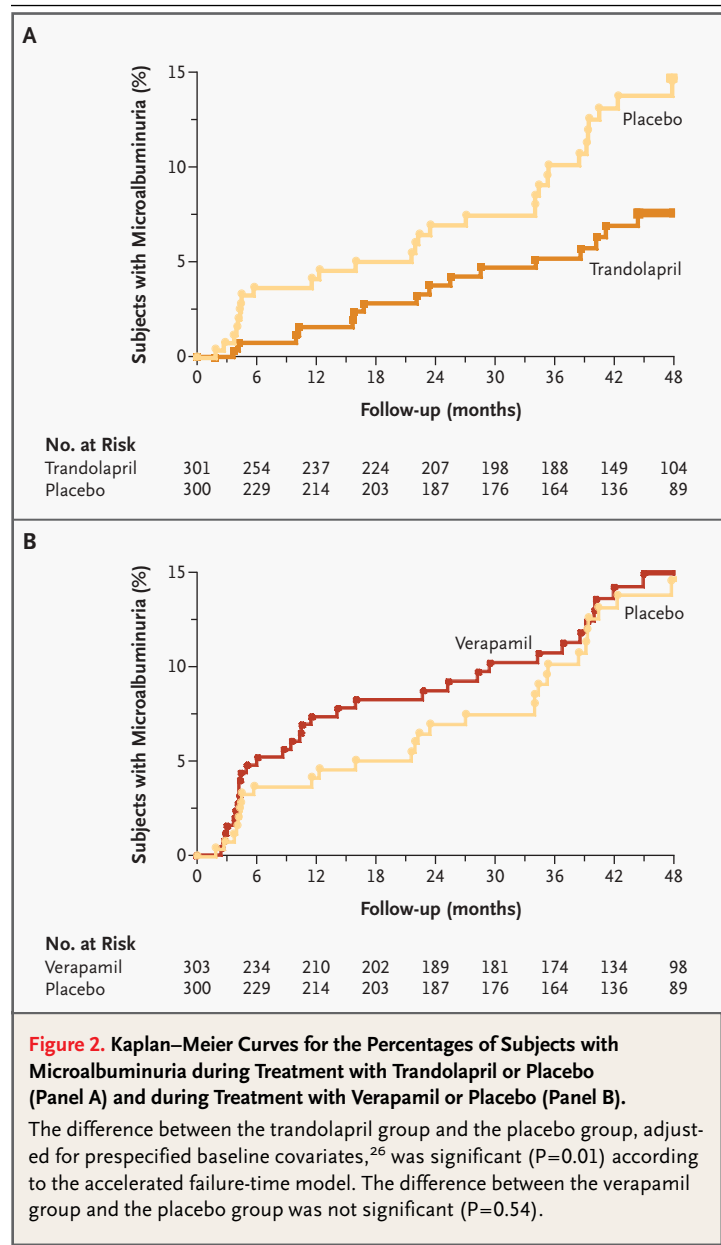 A
Subjects with Microalbuminuria (%)
15
10
5
0
Placebo
Trandolapril
0 6 12 18 24 30 36 42 48
Follow-up (months)
No. at Risk
Trandolapril 301 254 237 224 207 198 188 149 104
Placebo 300 229 214 203 187 176 164 136 89
B
Subjects with Microalbuminuria (%)
15
10
5
0
Verapamil
Placebo
0 6 12 18 24 30 36 42 48
Follow-up (months)
No. at Risk
Verapamil 303 234 210 202 189 181 174 134 98
Placebo 300 229 214 203 187 176 164 136 89
Figure 2. Kaplan–Meier Curves for the Percentages of Subjects with
Microalbuminuria during Treatment with Trandolapril or Placebo
(Panel A) and during Treatment with Verapamil or Placebo (Panel B).
The difference between the trandolapril group and the placebo group, adjust-
ed for prespecified baseline covariates,²⁶ was significant (P=0.01) according
to the accelerated failure-time model. The difference between the verapamil
group and the placebo group was not significant (P=0.54).